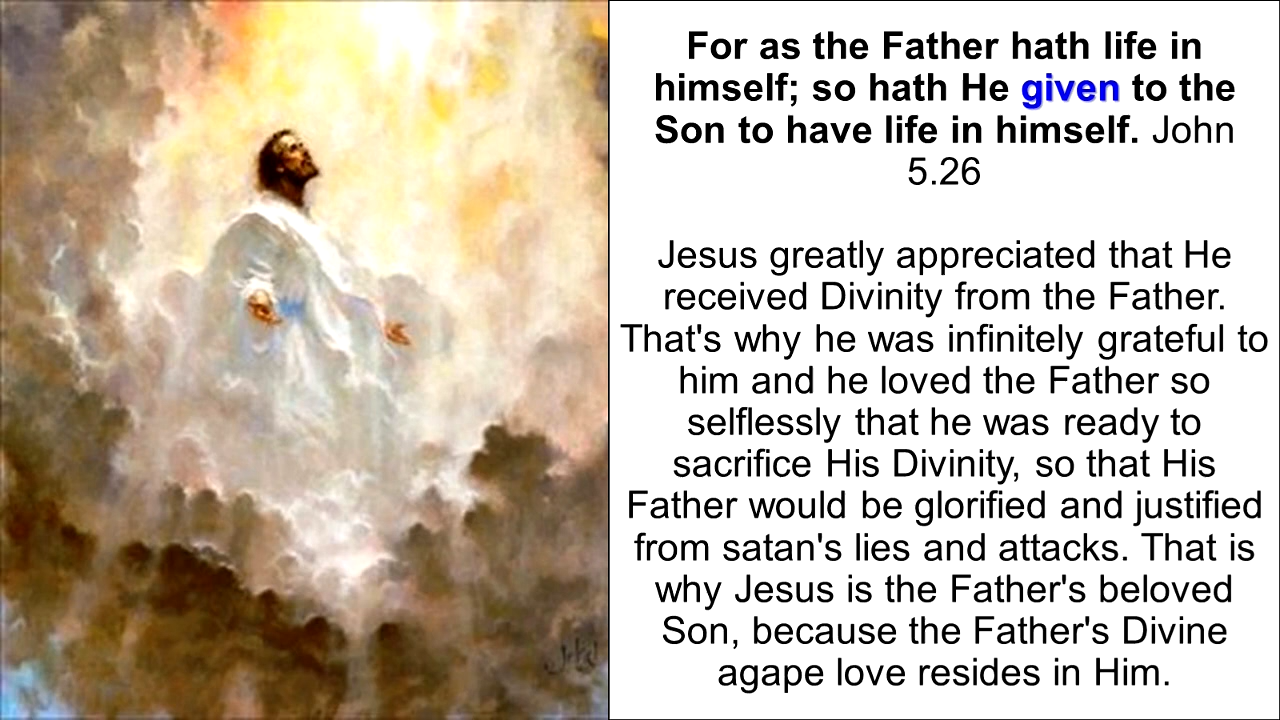 For as the Father hath life in
himself; so hath He given to the
Son to have life in himself. John
5.26
Jesus greatly appreciated that He
received Divinity from the Father.
That's why he was infinitely grateful to
him and he loved the Father so
selflessly that he was ready to
sacrifice His Divinity, so that His
Father would be glorified and justified
from satan's lies and attacks. That is
why Jesus is the Father's beloved
Son, because the Father's Divine
agape love resides in Him.